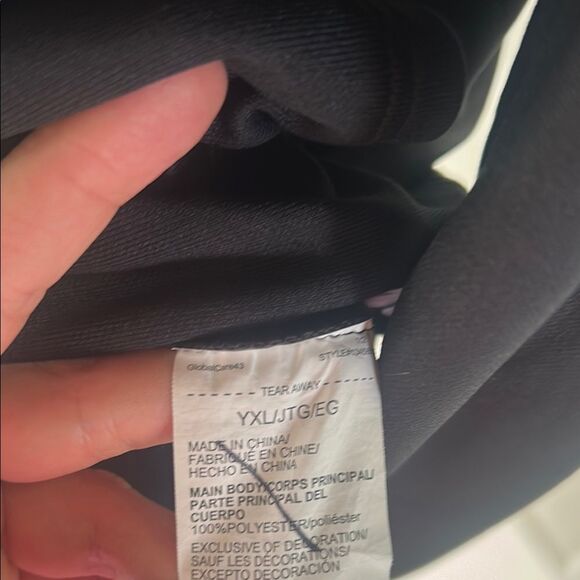 GlobalCare43
TEAR AWAY
YXL/JTG/EG
MADE IN CHINA/
FABRIQUÉ EN CHINE/
HECHO EN CHINA
MAIN BODY/CORPS PRINCIPAL/
PARTE PRINCIPAL DEL
CUERPO
100%POLYESTER/poliéster
EXCLUSIVE OF DECORATION/
SAUF LES DÉCORATIONS/
EXCEPTO DECORACIÓN